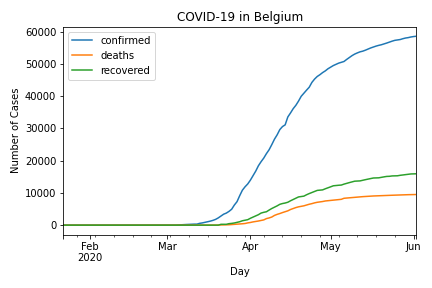 COVID-19 in Belgium
confirmed
deaths
recovered
60000
50000
40000
30000
20000
10000
0
Number of Cases
Feb
2020
Mar
Apr
May
Jun
Day